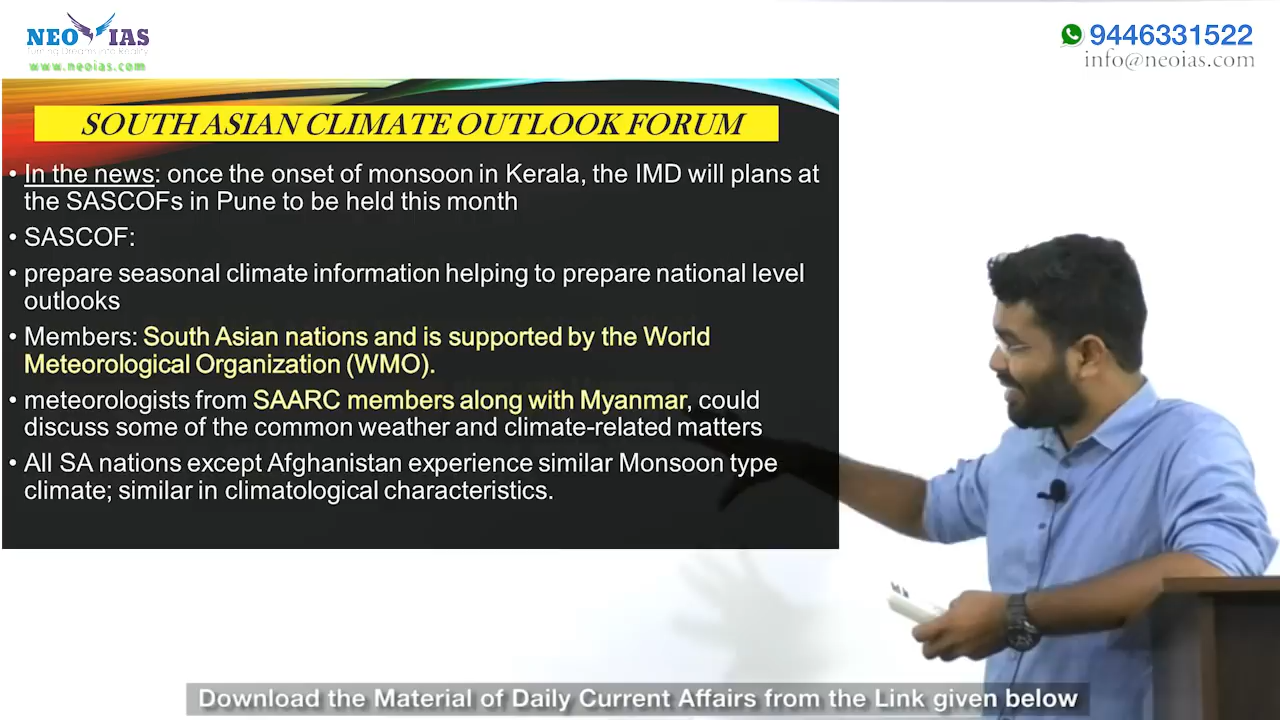 NEO IAS
Turning Dreams into Reality
www.neoias.com
9446331522
info@neoias.com
SOUTH ASIAN CLIMATE OUTLOOK FORUM
• In the news: once the onset of monsoon in Kerala, the IMD will plans at
the SASCOFs in Pune to be held this month
• SASCOF:
• prepare seasonal climate information helping to prepare national level
outlooks
• Members: South Asian nations and is supported by the World
Meteorological Organization (WMO).
• meteorologists from SAARC members along with Myanmar, could
discuss some of the common weather and climate-related matters
• All SA nations except Afghanistan experience similar Monsoon type
climate; similar in climatological characteristics.
Download the Material of Daily Current Affairs from the Link given below